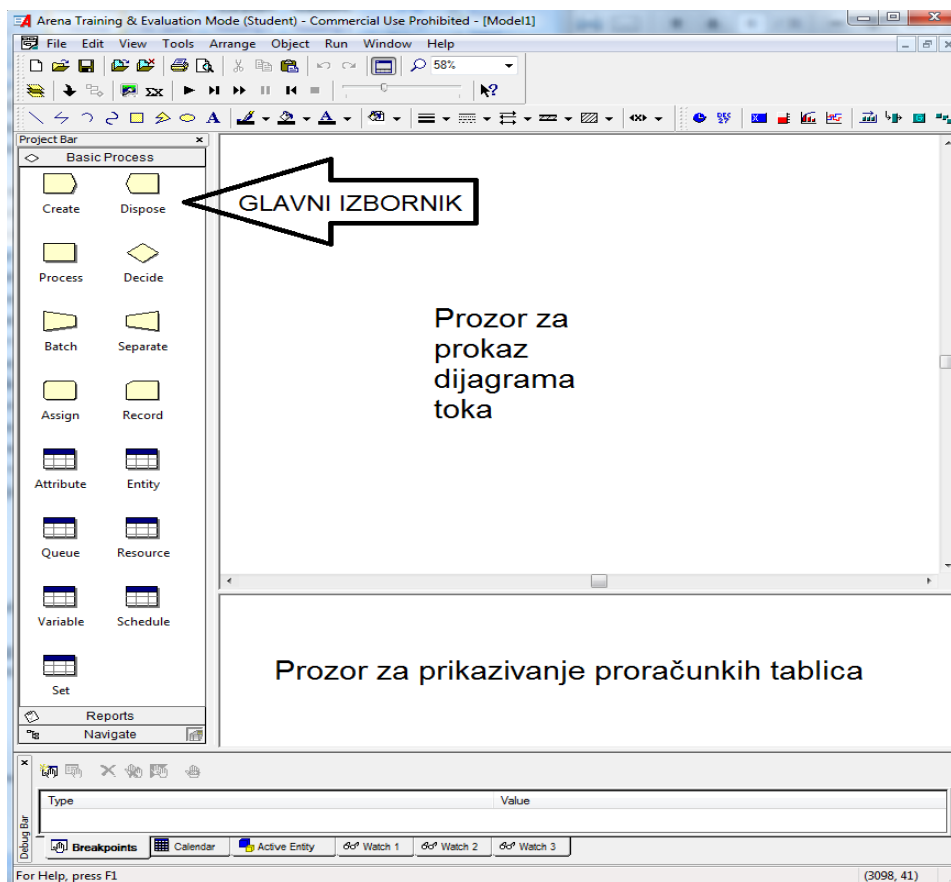 Arena Training & Evaluation Mode (Student) - Commercial Use Prohibited - [Model1]
File Edit View Tools Arrange Object Run Window Help
58%
Project Bar
Basic Process
GLAVNI IZBORNIK
Create Dispose
Process Decide
Batch Separate
Assign Record
Attribute Entity
Queue Resource
Variable Schedule
Set
Reports
Navigate
Prozor za
prokaz
dijagrama
toka
Prozor za prikazivanje proračunkih tablica
Debug Bar
Type Value
Breakpoints Calendar Active Entity Watch 1 Watch 2 Watch 3
For Help, press F1 (3098, 41)